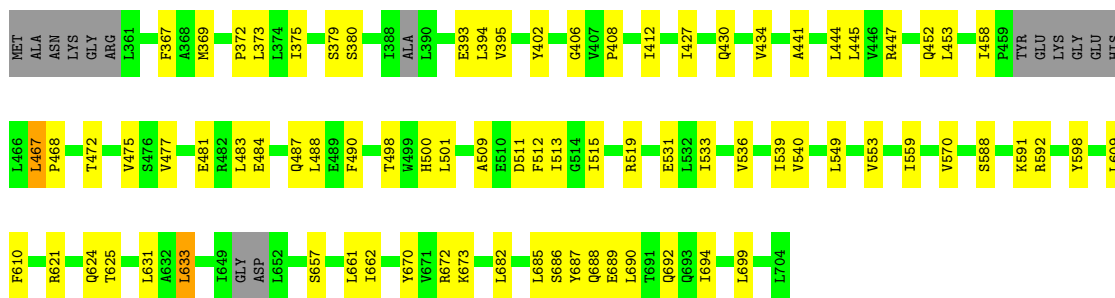 MET ALA ASN LYS GLY ARG L361 F367 A368 M369 P372 L373 L374 I375 S379 S380 I388 ALA L390 E393 L394 V395 Y402 G406 V407 P408 I412 I427 Q430 V434 A441 L444 L445 V446 R447 Q452 L453 I458 P459 TYR GLU LYS GLY GLU HIS
L466 L467 P468 T472 V475 S476 V477 E481 R482 L483 E484 Q487 L488 E489 F490 T498 W499 H500 L501 A509 E510 D511 F512 I513 G514 I515 R519 E531 L532 I533 V536 I539 V540 L549 V553 I559 V570 S588 K591 R592 Y598 L609
F610 R621 Q624 T625 L631 A632 L633 I649 GLY ASP L652 S657 L661 I662 Y670 V671 R672 K673 L682 L685 S686 Y687 Q688 E689 L690 T691 Q692 Q693 I694 L699 L704